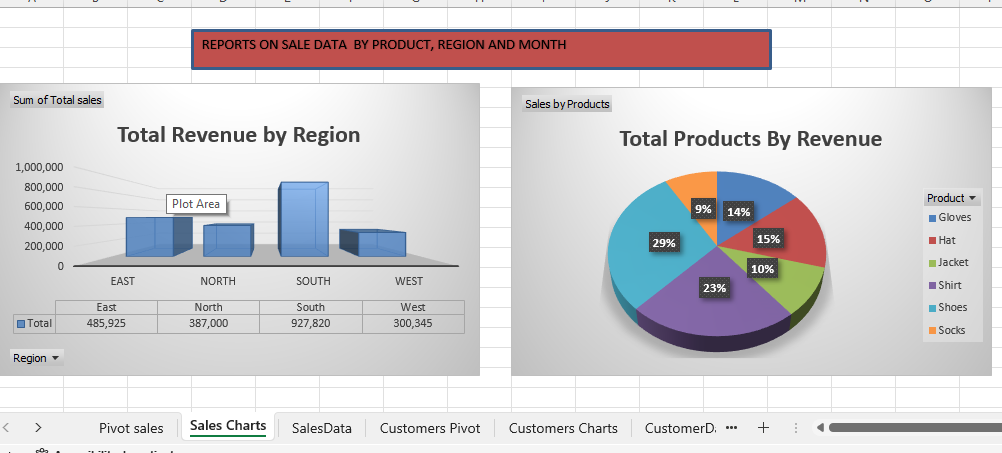 REPORTS ON SALE DATA BY PRODUCT, REGION AND MONTH
Sum of Total sales
Total Revenue by Region
1,000,000
800,000
600,000
400,000
200,000
0
Plot Area
EAST NORTH SOUTH WEST
East North South West
Total 485,925 387,000 927,820 300,345
Region
Sales by Products
Total Products By Revenue
9% 14%
29% 15%
10%
23%
Product
Gloves
Hat
Jacket
Shirt
Shoes
Socks
Pivot sales Sales Charts SalesData Customers Pivot Customers Charts CustomerD.